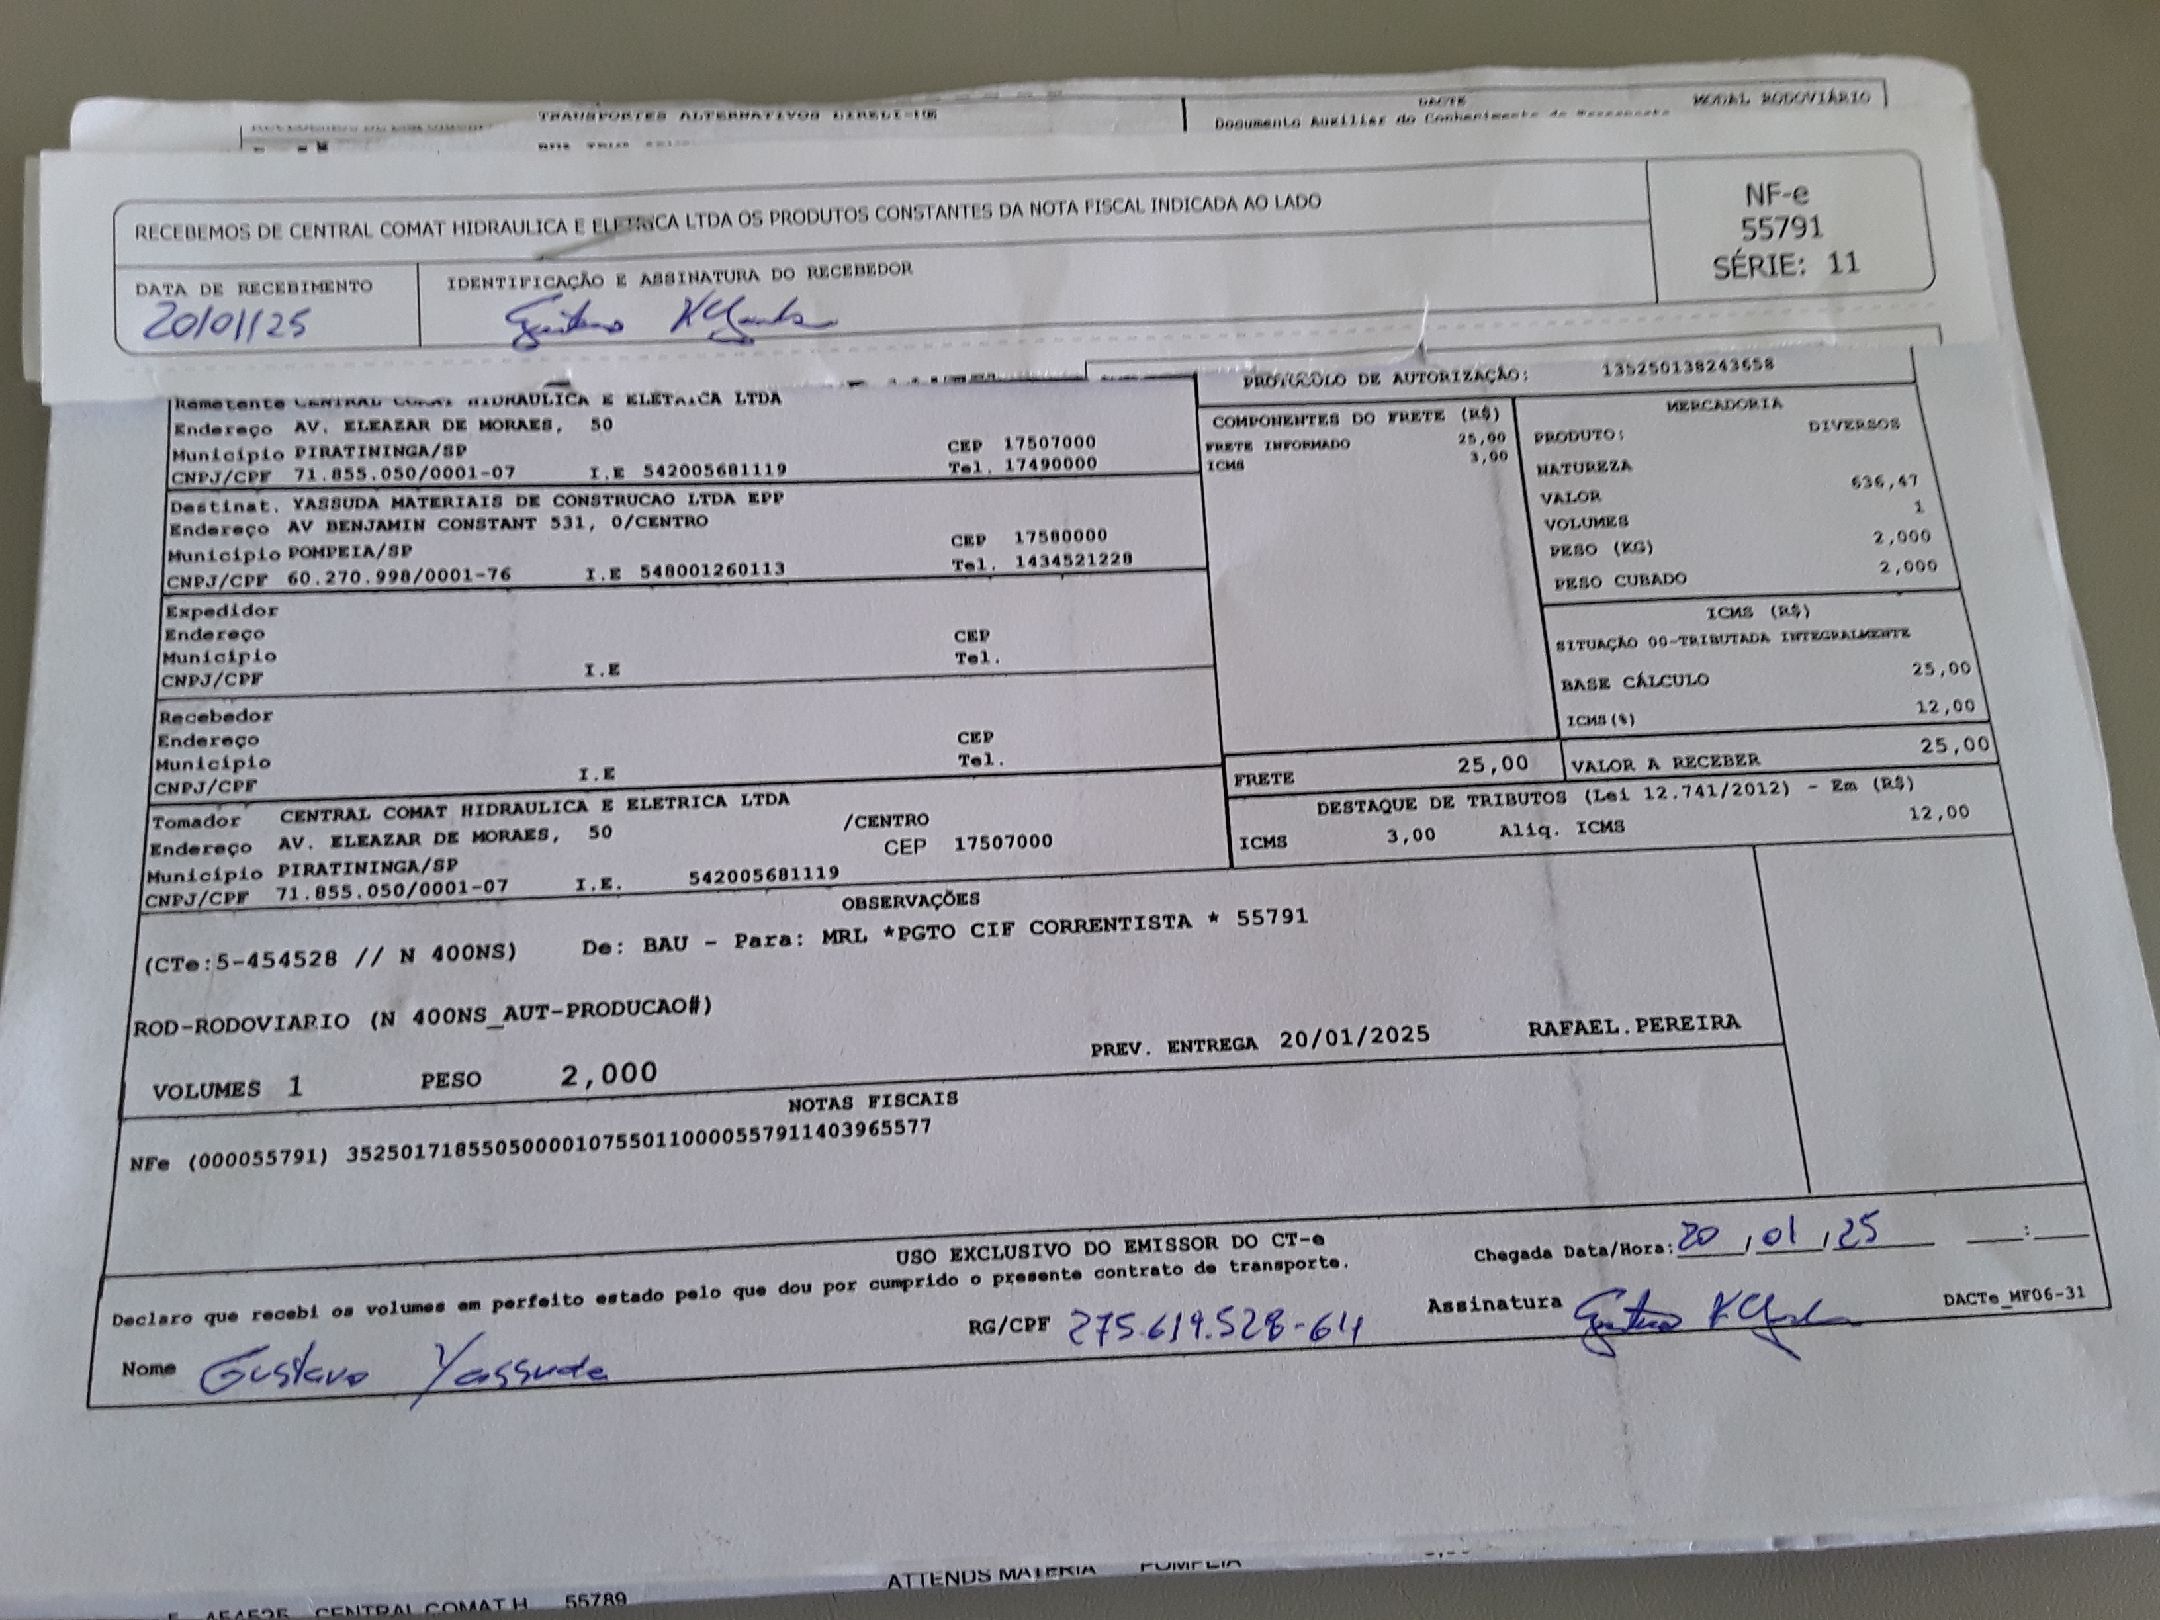 TRANSPORTES ALTERNATIVOS EIRELI-ME
DACTE
MODAL RODOVIÁRIO
Documento Auxiliar do Conhecimento de Transporte
RECEBEMOS DE CENTRAL COMAT HIDRAULICA E ELETRICA LTDA OS PRODUTOS CONSTANTES DA NOTA FISCAL INDICADA AO LADO
NF-e
55791
SÉRIE: 11
DATA DE RECEBIMENTO
20/01/25
IDENTIFICAÇÃO E ASSINATURA DO RECEBEDOR
PROTOCOLO DE AUTORIZAÇÃO: 135250138243658
Remetente CENTRAL COMAT HIDRAULICA E ELETRICA LTDA
Endereço AV. ELEAZAR DE MORAES, 50
Município PIRATININGA/SP CEP 17507000
CNPJ/CPF 71.855.050/0001-07 I.E 542005681119 Tel. 17490000
Destinat. YASSUDA MATERIAIS DE CONSTRUCAO LTDA EPP
Endereço AV BENJAMIN CONSTANT 531, 0/CENTRO
Município POMPEIA/SP CEP 17580000
CNPJ/CPF 60.270.998/0001-76 I.E 548001260113 Tel. 1434521228
Expedidor
Endereço CEP
Município Tel.
CNPJ/CPF I.E
Recebedor
Endereço CEP
Município Tel.
CNPJ/CPF I.E
Tomador CENTRAL COMAT HIDRAULICA E ELETRICA LTDA
Endereço AV. ELEAZAR DE MORAES, 50 /CENTRO
Município PIRATININGA/SP CEP 17507000
CNPJ/CPF 71.855.050/0001-07 I.E. 542005681119
COMPONENTES DO FRETE (R$)
FRETE INFORMADO 25,00
ICMS 3,00
MERCADORIA
PRODUTO: DIVERSOS
NATUREZA
VALOR 636,47
VOLUMES 1
PESO (KG) 2,000
PESO CUBADO 2,000
ICMS (R$)
SITUAÇÃO 00-TRIBUTADA INTEGRALMENTE
BASE CÁLCULO 25,00
ICMS(%) 12,00
FRETE 25,00
VALOR A RECEBER 25,00
DESTAQUE DE TRIBUTOS (Lei 12.741/2012) - Em (R$)
ICMS 3,00 Aliq. ICMS 12,00
OBSERVAÇÕES
(CTe:5-454528 // N 400NS) De: BAU - Para: MRL *PGTO CIF CORRENTISTA * 55791
ROD-RODOVIARIO (N 400NS_AUT-PRODUCAO#)
VOLUMES 1 PESO 2,000 PREV. ENTREGA 20/01/2025 RAFAEL.PEREIRA
NOTAS FISCAIS
NFe (000055791) 35250171855050000107550110000557911403965577
USO EXCLUSIVO DO EMISSOR DO CT-e
Declaro que recebi os volumes em perfeito estado pelo que dou por cumprido o presente contrato de transporte.
Chegada Data/Hora: 20/01/25 :
Nome Gustavo Yassuda RG/CPF 275.619.528-64 Assinatura
DACTe_MF06-31
ATTENDS MATERIA POMPEIA
454525 CENTRAL COMAT H 55789